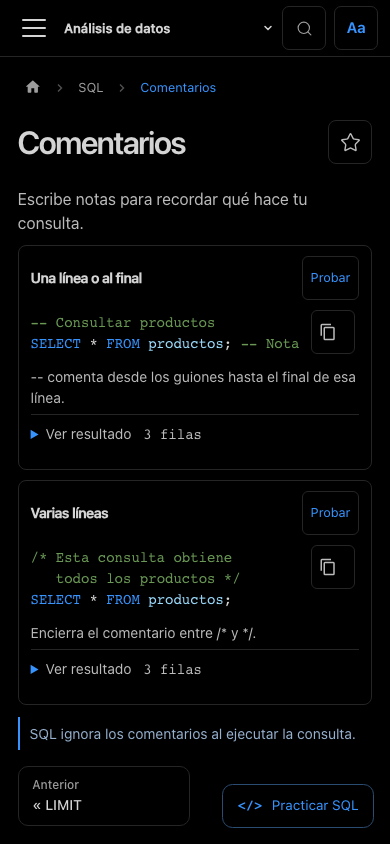 Análisis de datos
Aa
SQL
Comentarios
Comentarios
Escribe notas para recordar qué hace tu
consulta.
Una línea o al final
Probar
-- Consultar productos
SELECT * FROM productos; -- Nota
-- comenta desde los guiones hasta el final de esa
línea.
Ver resultado 3 filas
Varias líneas
Probar
/* Esta consulta obtiene
todos los productos */
SELECT * FROM productos;
Encierra el comentario entre /* y */.
Ver resultado 3 filas
SQL ignora los comentarios al ejecutar la consulta.
Anterior
« LIMIT
</> Practicar SQL